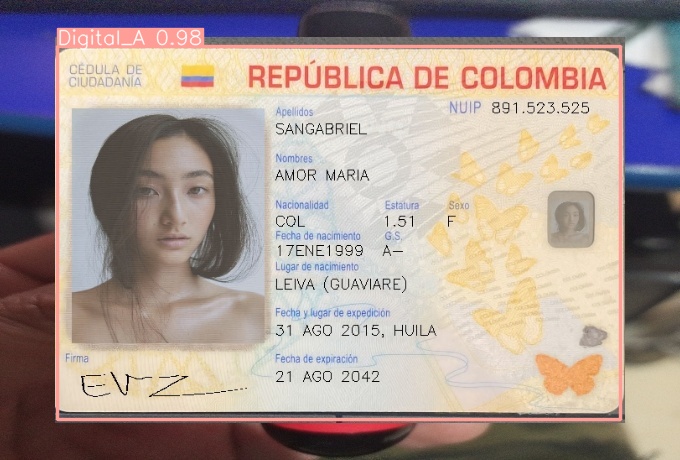 Digital_A 0.98
CÉDULA DE
CIUDADANÍA
REPÚBLICA DE COLOMBIA
NUIP 891.523.525
Apellidos
SANGABRIEL
Nombres
AMOR MARIA
Nacionalidad Estatura Sexo
COL 1.51 F
Fecha de nacimiento G.S.
17ENE1999 A-
Lugar de nacimiento
LEIVA (GUAVIARE)
Fecha y lugar de expedición
31 AGO 2015, HUILA
Firma
Fecha de expiración
21 AGO 2042